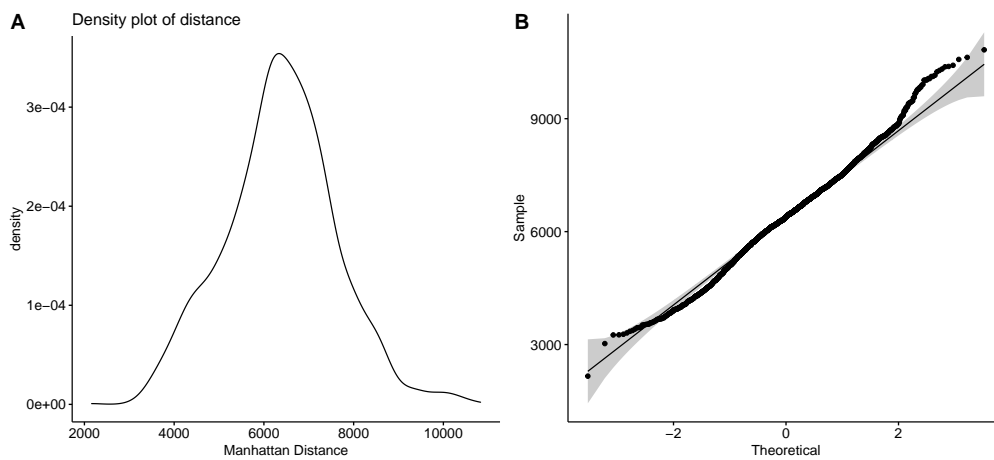 A
Density plot of distance
3e−04
2e−04
1e−04
0e+00
density
2000 4000 6000 8000 10000
Manhattan Distance
B
9000
6000
3000
Sample
−2 0 2
Theoretical